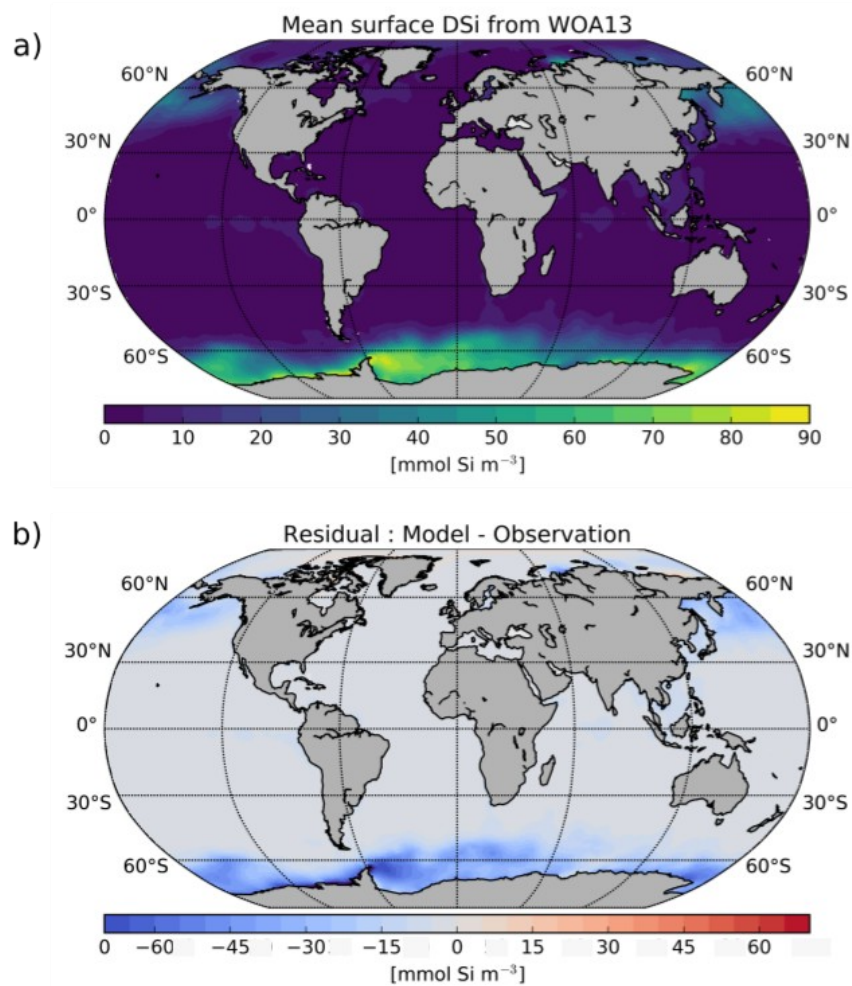 a)
Mean surface DSi from WOA13
60°N 60°N
30°N 30°N
0° 0°
30°S 30°S
60°S 60°S
0 10 20 30 40 50 60 70 80 90
[mmol Si m⁻³]
b)
Residual : Model - Observation
60°N 60°N
30°N 30°N
0° 0°
30°S 30°S
60°S 60°S
0 −60 −45 −30 −15 0 15 30 45 60
[mmol Si m⁻³]